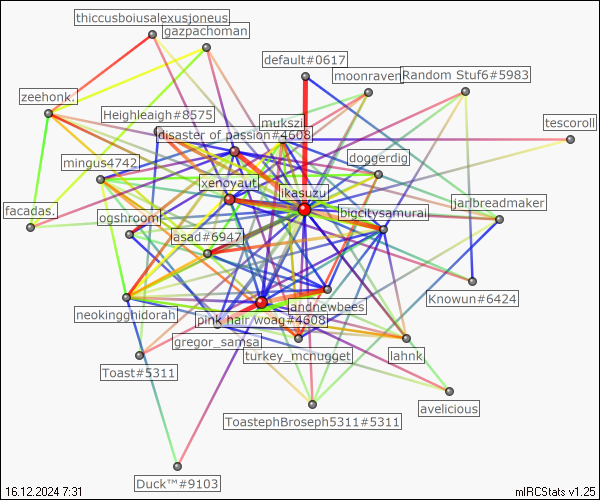 thiccusboiusalexusjoneus
gazpachoman
default#0617
moonraven
Random Stuf6#5983
zeehonk.
Heighleaigh#8575
mukszil
tescoroll
disaster of passion#4608
mingus4742
doggerdig
xenoyaut
ikasuzu
jarlbreadmaker
facadas.
ogshroom
bigcitysamurai
asad#6947
Knowun#6424
andnewbees
neokingghidorah
pink hair woag#4608
gregor_samsa
turkey_mcnugget
lahnk
Toast#5311
avelicious
ToastephBroseph5311#5311
Duck™#9103
16.12.2024 7:31
mIRCStats v1.25